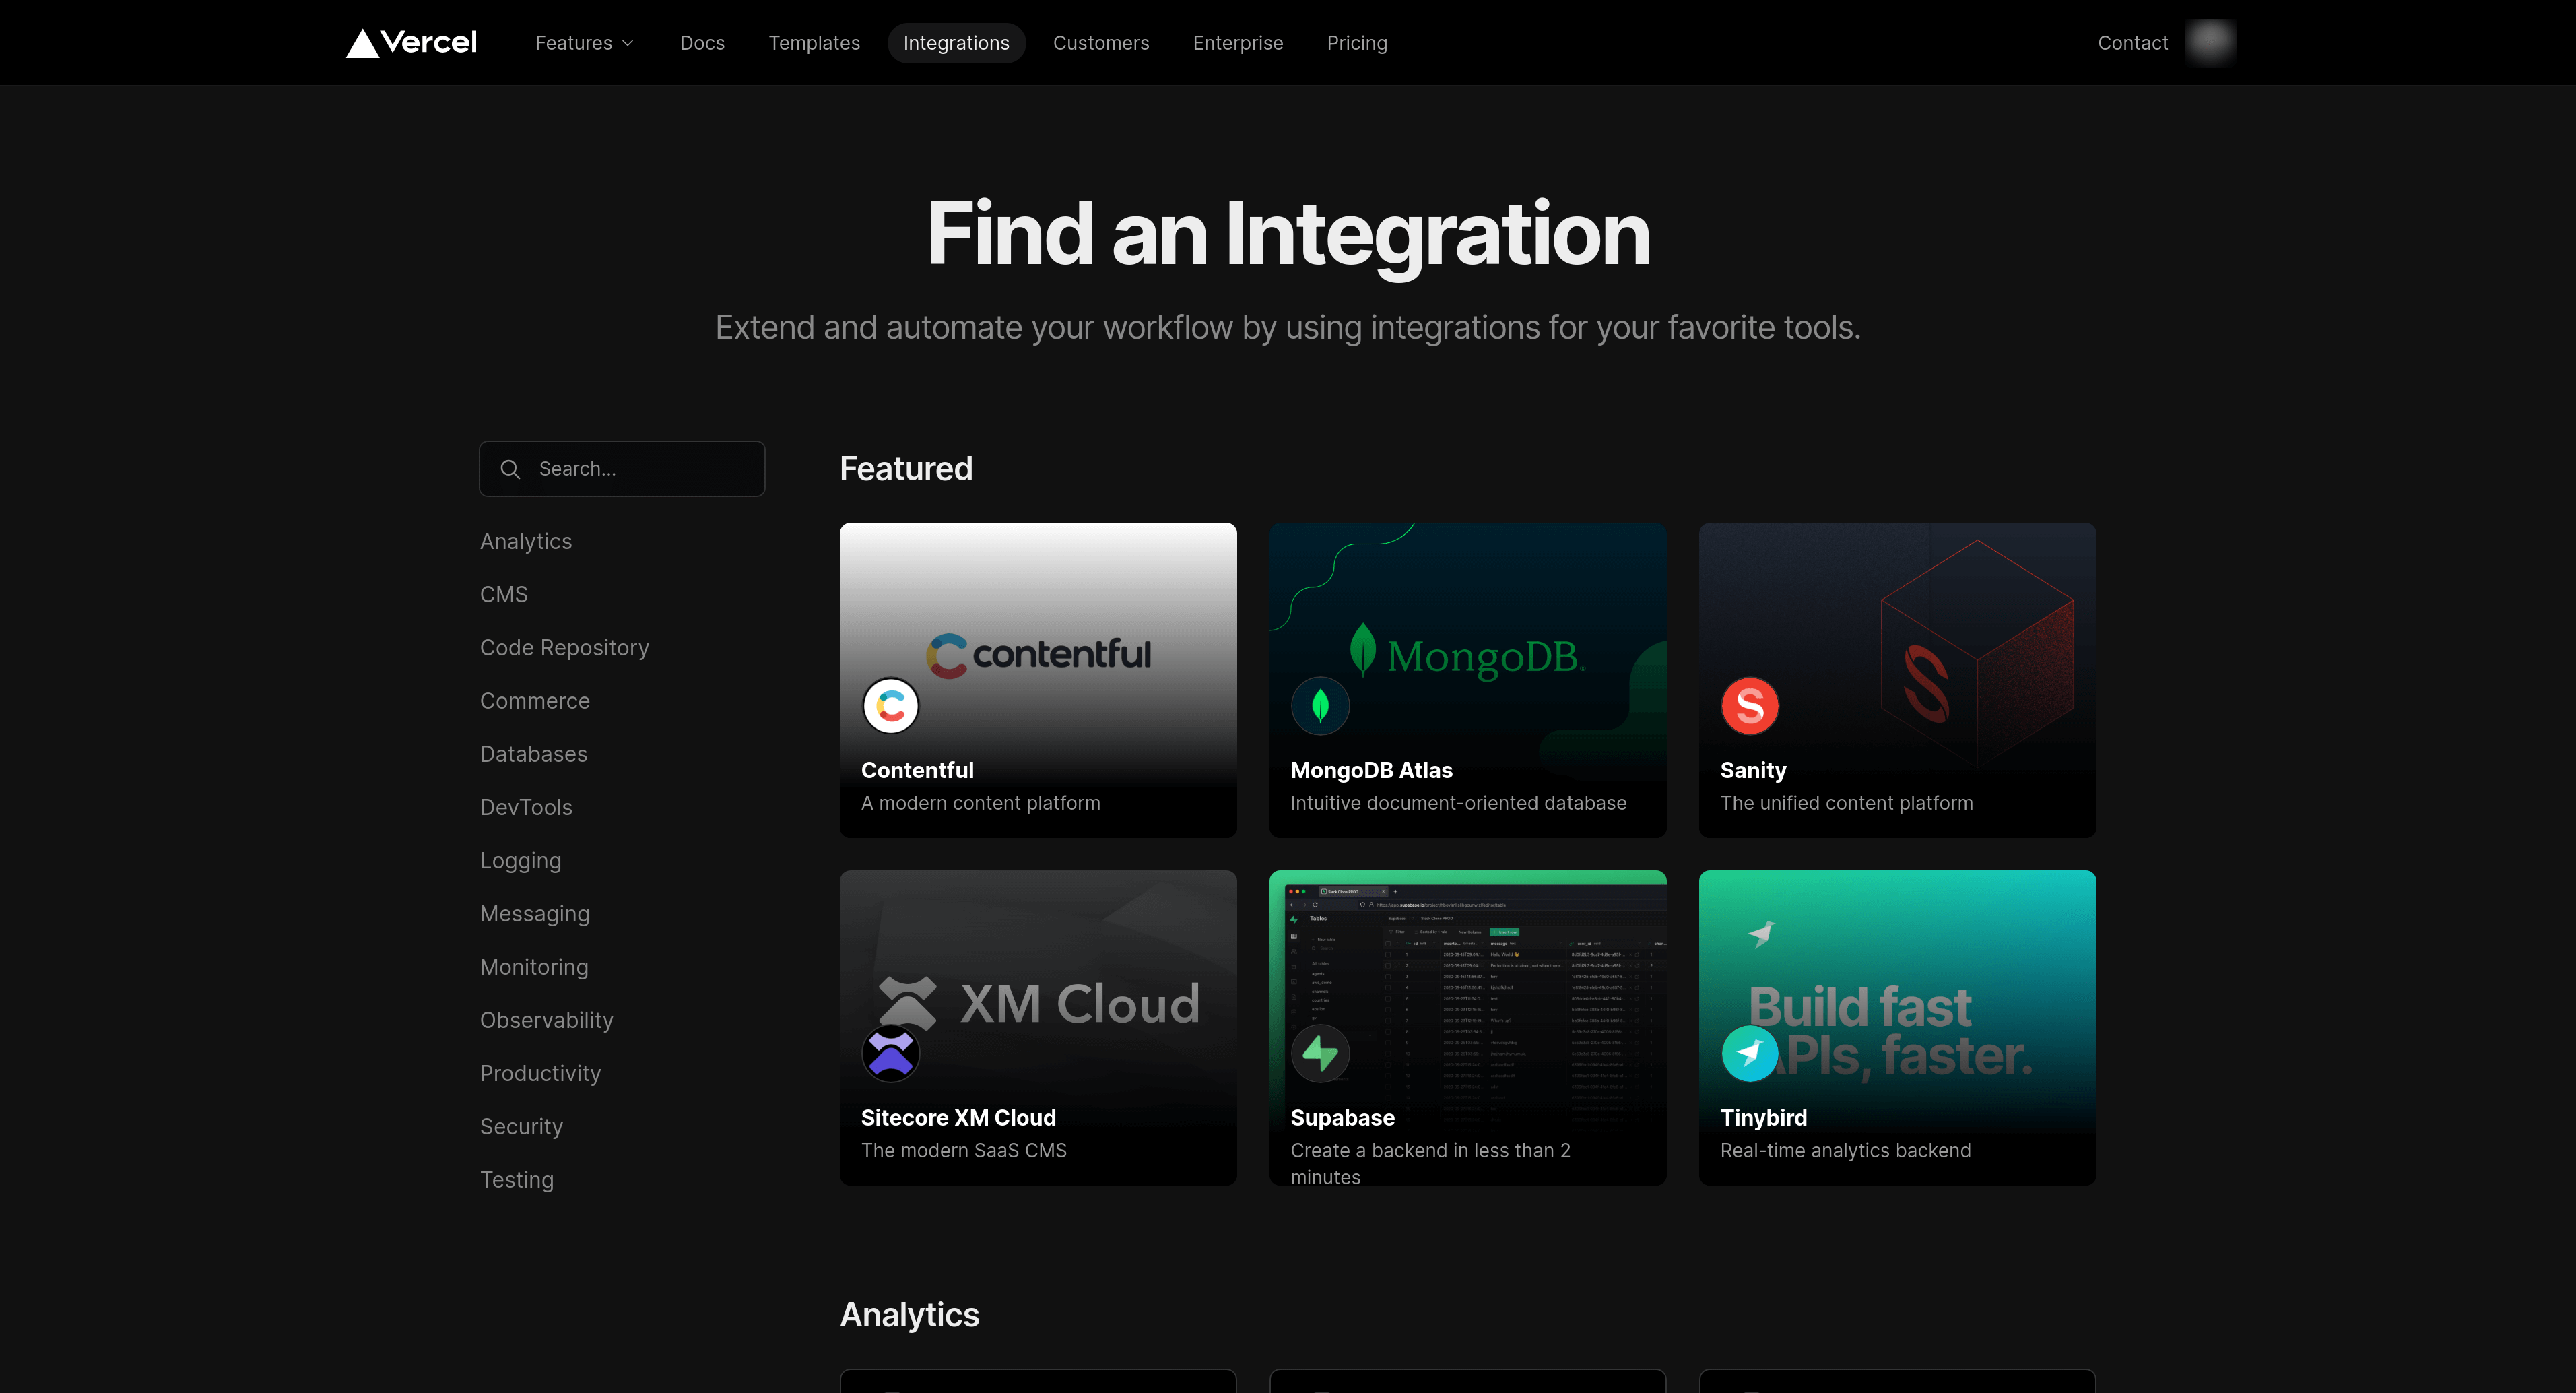 Vercel
Features
Docs
Templates
Integrations
Customers
Enterprise
Pricing
Contact
Find an Integration
Extend and automate your workflow by using integrations for your favorite tools.
Search...
Analytics
CMS
Code Repository
Commerce
Databases
DevTools
Logging
Messaging
Monitoring
Observability
Productivity
Security
Testing
Featured
contentful
Contentful
A modern content platform
MongoDB
MongoDB Atlas
Intuitive document-oriented database
Sanity
The unified content platform
XM Cloud
Sitecore XM Cloud
The modern SaaS CMS
Tables
Supabase
Create a backend in less than 2
minutes
Build fast
APIs, faster.
Tinybird
Real-time analytics backend
Analytics